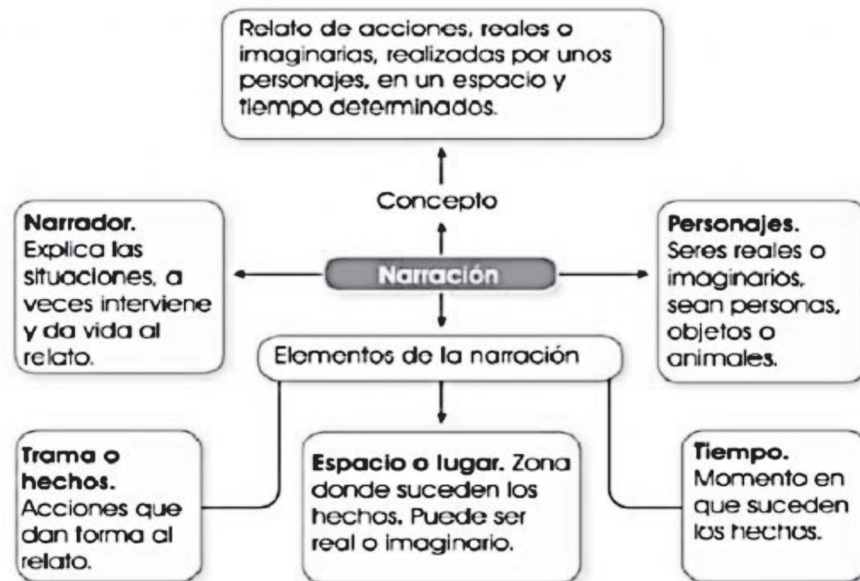 Relato de acciones, reales o
imaginarias, realizadas por unos
personajes, en un espacio y
tiempo determinados.
Concepto
Narrador.
Explica las
situaciones, a
veces interviene
y da vida al
relato.
Narración
Personajes.
Seres reales o
imaginarios,
sean personas,
objetos o
animales.
Elementos de la narración
Trama o
hechos.
Acciones que
dan forma al
relato.
Espacio o lugar. Zona
donde suceden los
hechos. Puede ser
real o imaginario.
Tiempo.
Momento en
que suceden
los hechos.